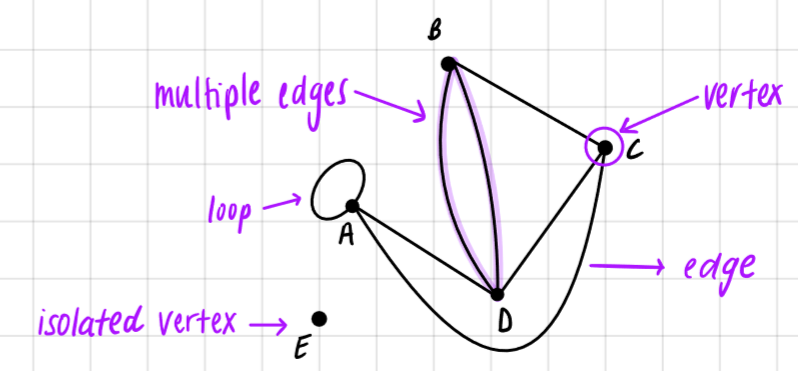 B
multiple edges
vertex
C
loop
A
edge
isolated vertex
D
E